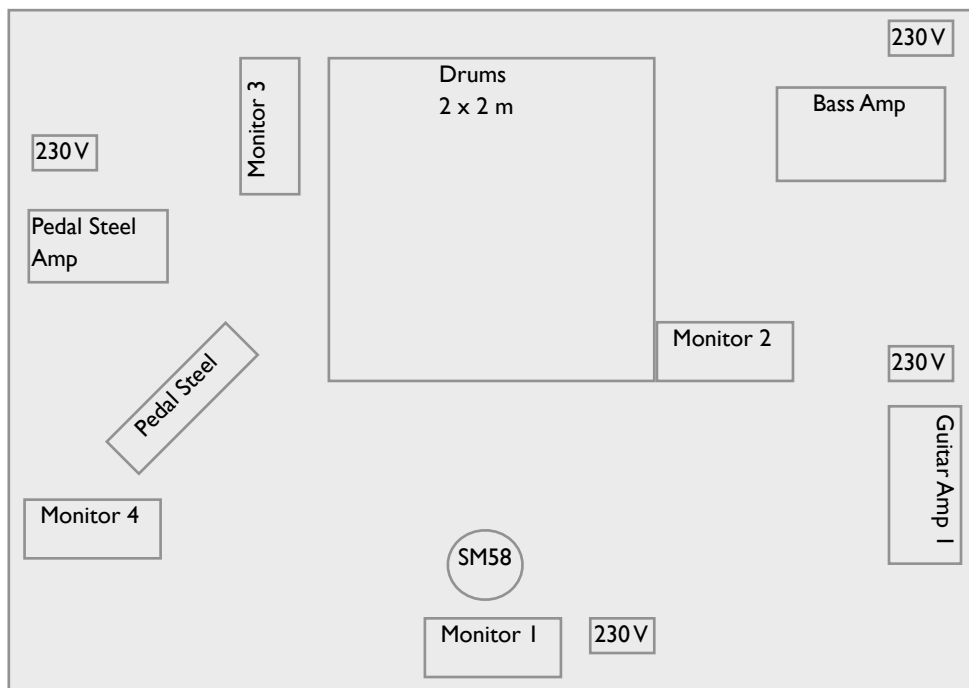 230 V
Drums
2 x 2 m
Monitor 3
Bass Amp
230 V
Pedal Steel
Amp
Monitor 2
230 V
Pedal Steel
Guitar Amp 1
Monitor 4
SM58
Monitor 1
230 V